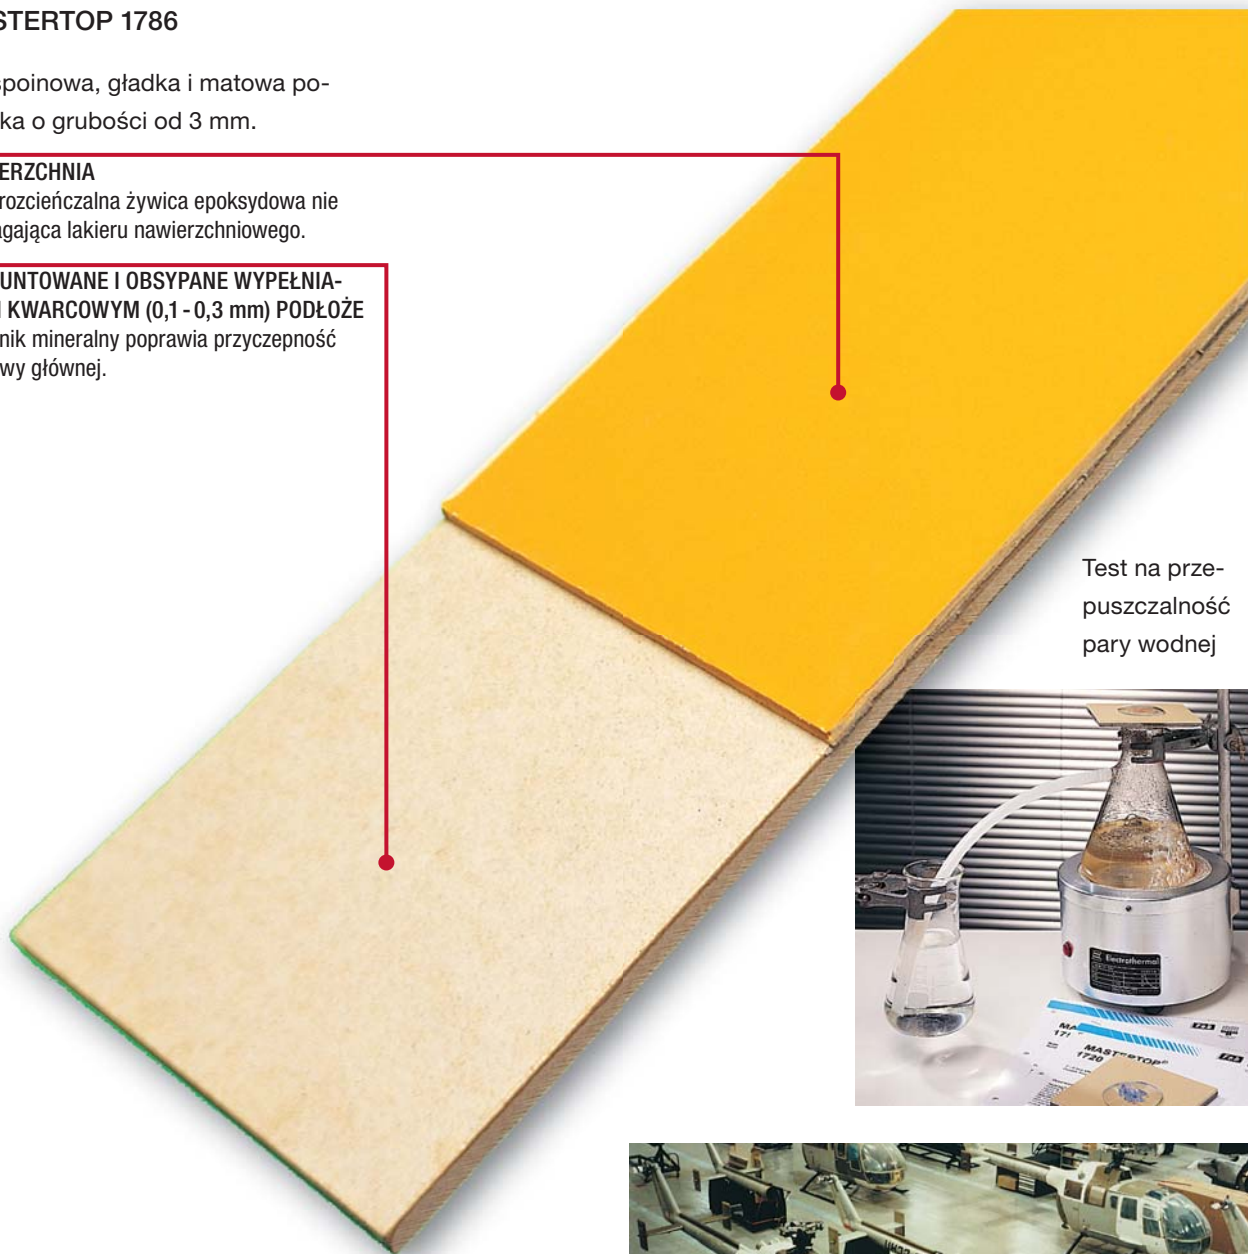 STERTOP 1786
spoinowa, gładka i matowa po-
ka o grubości od 3 mm.
ERZCHNIA
rozcieńczalna żywica epoksydowa nie
agająca lakieru nawierzchniowego.
UNTOWANE I OBSYPANE WYPEŁNIA-
I KWARCOWYM (0,1 - 0,3 mm) PODŁOŻE
nik mineralny poprawia przyczepność
wy głównej.
Test na prze-
puszczalność
pary wodnej
Electrothermal
MA
17
MASTERTOP®
1720